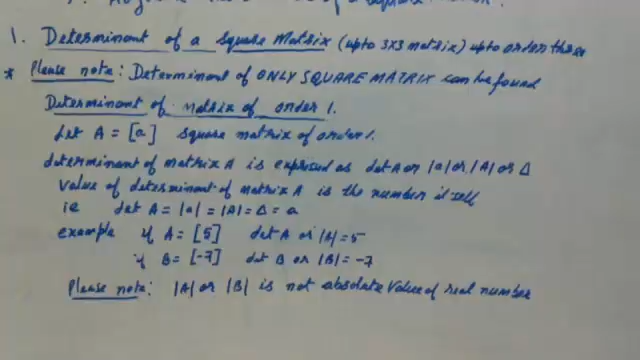 of a square
1. Determinant of a square Matrix (upto 3x3 matrix) upto order three
* Please note: Determinant of ONLY SQUARE MATRIX can be found
Determinant of matrix of order 1.
Let A = [a] square matrix of order 1.
determinant of matrix A is expressed as det A or |a| or |A| or Δ
Value of determinant of matrix A is the number itself
ie det A = |a| = |A| = Δ = a
example if A = [5] det A or |A| = 5
if B = [-7] det B or |B| = -7
Please note: |A| or |B| is not absolute value of real number